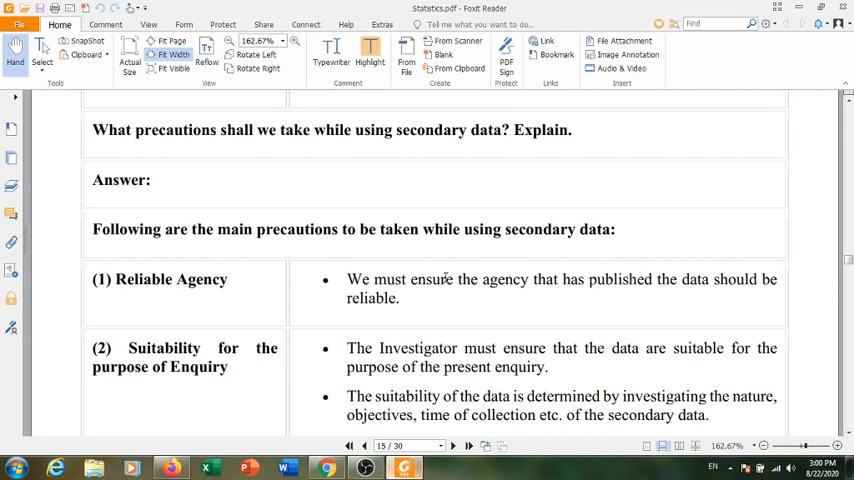 Statistics.pdf - Foxit Reader
File Home Comment View Form Protect Share Connect Help Extras Tell me what you want to do... Find
Hand Select SnapShot Clipboard Actual Size Fit Page Fit Width Fit Visible Reflow 162.67% Rotate Left Rotate Right Typewriter Highlight From File From Scanner Blank From Clipboard PDF Sign Link Bookmark File Attachment Image Annotation Audio & Video
Tools View Comment Create Protect Links Insert
What precautions shall we take while using secondary data? Explain.
Answer:
Following are the main precautions to be taken while using secondary data:
(1) Reliable Agency
• We must ensure the agency that has published the data should be
reliable.
(2) Suitability for the
purpose of Enquiry
• The Investigator must ensure that the data are suitable for the
purpose of the present enquiry.
• The suitability of the data is determined by investigating the nature,
objectives, time of collection etc. of the secondary data.
15 / 30 162.67%
EN 3:00 PM
8/22/2020